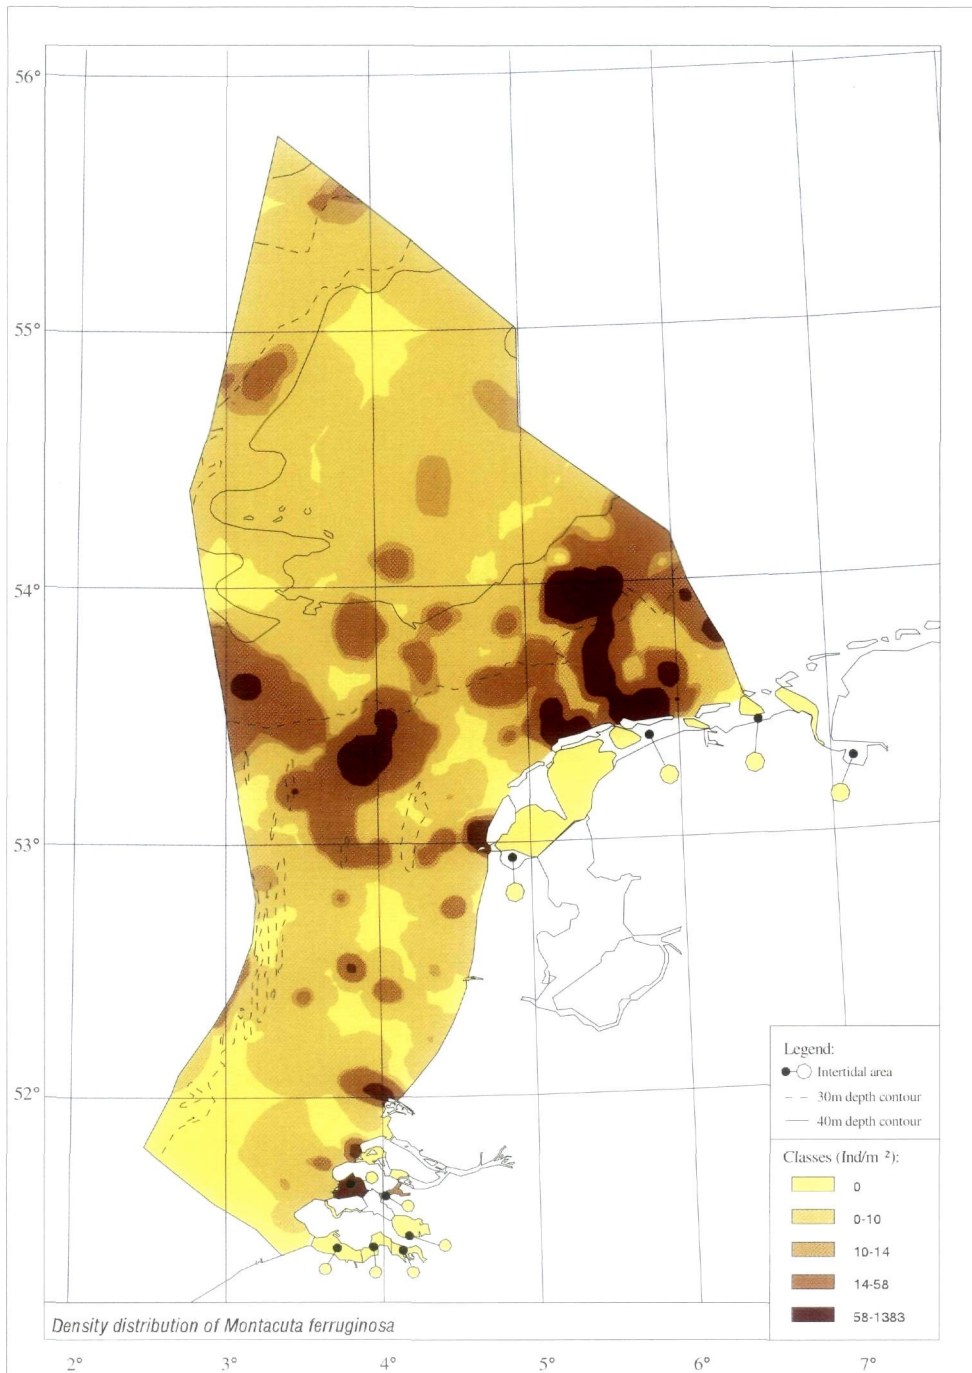 56°
55°
54°
53°
52°
Legend:
Intertidal area
30m depth contour
40m depth contour
Classes (Ind/m ²):
0
0-10
10-14
14-58
58-1383
Density distribution of Montacuta ferruginosa
2°
3°
4°
5°
6°
7°